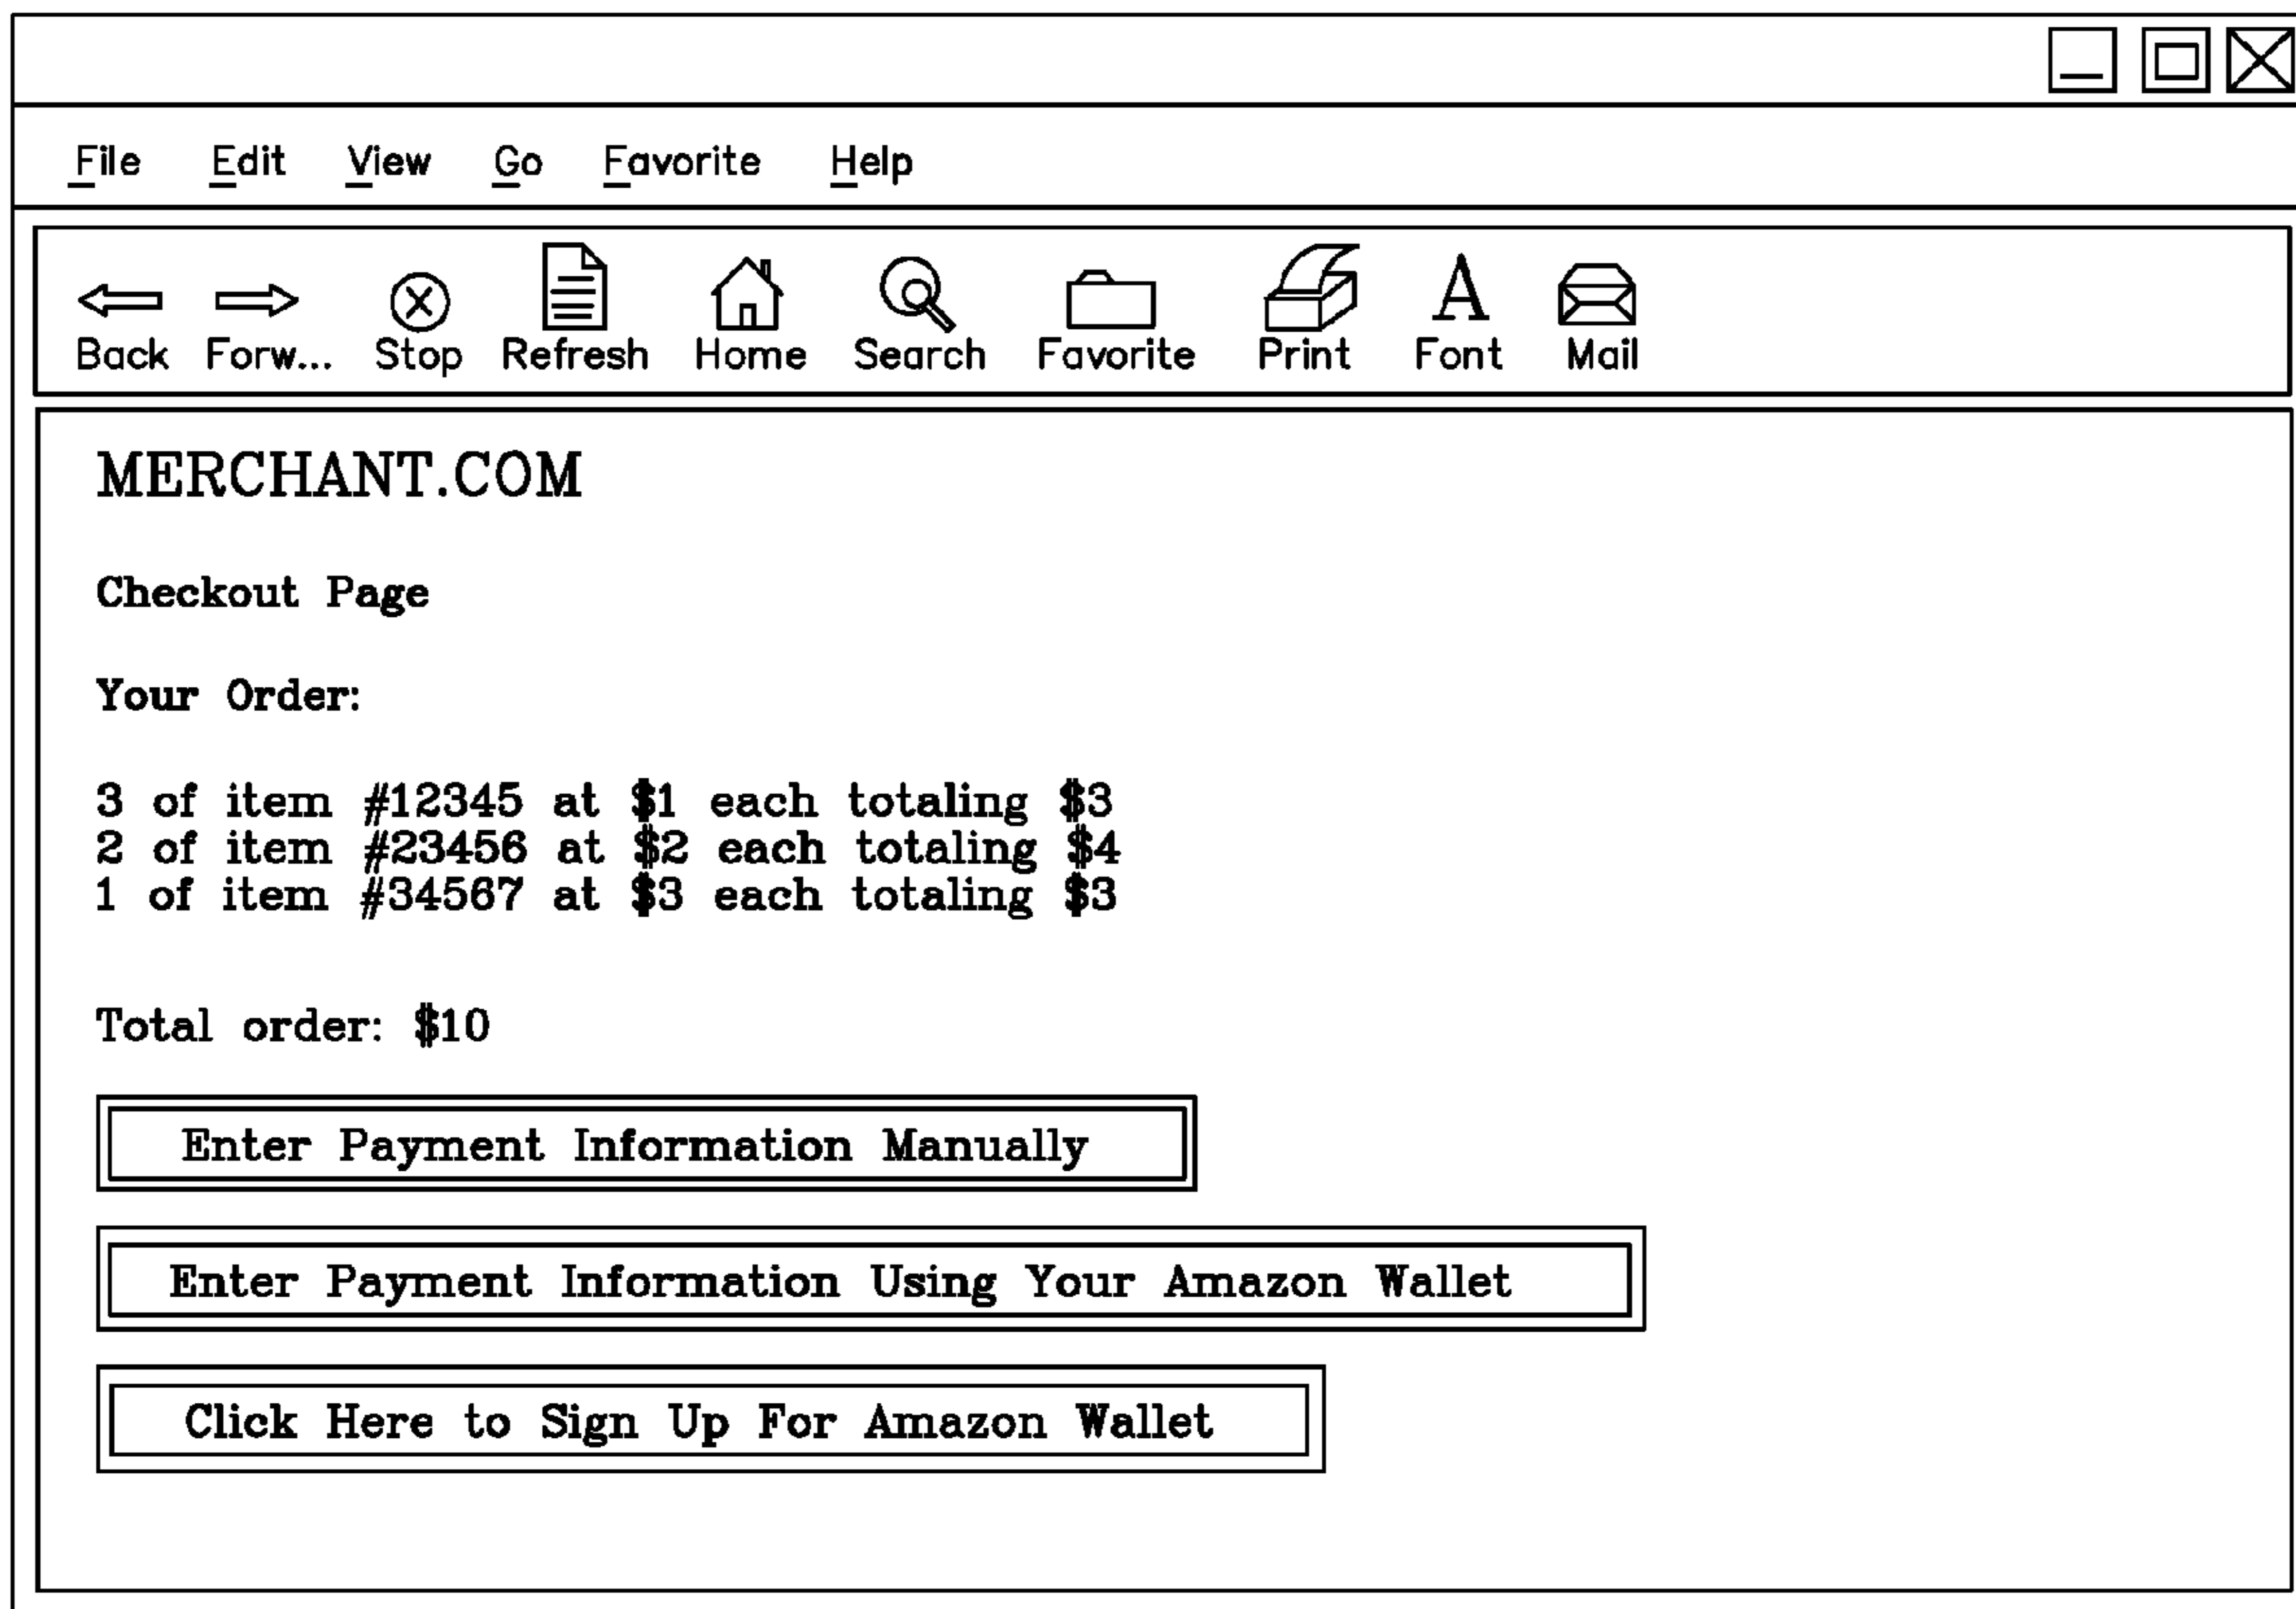 File Edit View Go Favorite Help
Back Forw... Stop Refresh Home Search Favorite Print Font Mail
MERCHANT.COM
Checkout Page
Your Order:
3 of item #12345 at $1 each totaling $3
2 of item #23456 at $2 each totaling $4
1 of item #34567 at $3 each totaling $3
Total order: $10
Enter Payment Information Manually
Enter Payment Information Using Your Amazon Wallet
Click Here to Sign Up For Amazon Wallet